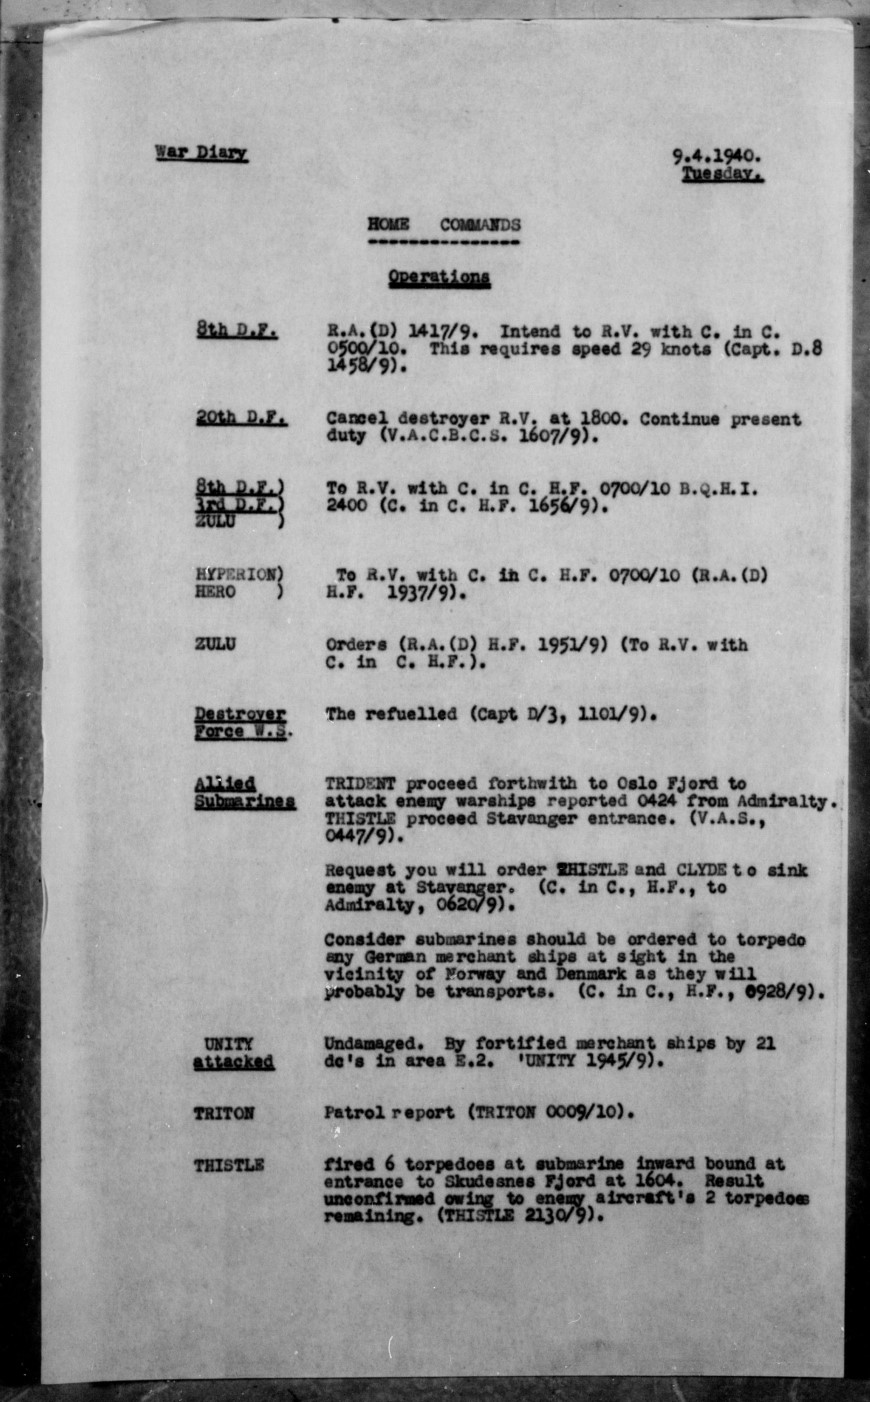 War Diary
9.4.1940.
Tuesday.
HOME COMMANDS
----------------
Operations
8th D.F. R.A.(D) 1417/9. Intend to R.V. with C. in C.
0500/10. This requires speed 29 knots (Capt. D.8
1458/9).
20th D.F. Cancel destroyer R.V. at 1800. Continue present
duty (V.A.C.B.C.S. 1607/9).
8th D.F.) To R.V. with C. in C. H.F. 0700/10 B.Q.H.I.
3rd D.F.) 2400 (C. in C. H.F. 1656/9).
ZULU )
HYPERION) To R.V. with C. in C. H.F. 0700/10 (R.A.(D)
HERO ) H.F. 1937/9).
ZULU Orders (R.A.(D) H.F. 1951/9) (To R.V. with
C. in C. H.F.).
Destroyer The refuelled (Capt D/3, 1101/9).
Force W.S.
Allied TRIDENT proceed forthwith to Oslo Fjord to
Submarines attack enemy warships reported 0424 from Admiralty.
THISTLE proceed Stavanger entrance. (V.A.S.,
0447/9).
Request you will order THISTLE and CLYDE to sink
enemy at Stavanger. (C. in C., H.F., to
Admiralty, 0620/9).
Consider submarines should be ordered to torpedo
any German merchant ships at sight in the
vicinity of Norway and Denmark as they will
probably be transports. (C. in C., H.F., 0928/9).
UNITY Undamaged. By fortified merchant ships by 21
attacked dc's in area E.2. 'UNITY 1945/9).
TRITON Patrol report (TRITON 0009/10).
THISTLE fired 6 torpedoes at submarine inward bound at
entrance to Skudesnes Fjord at 1604. Result
unconfirmed owing to enemy aircraft's 2 torpedoes
remaining. (THISTLE 2130/9).